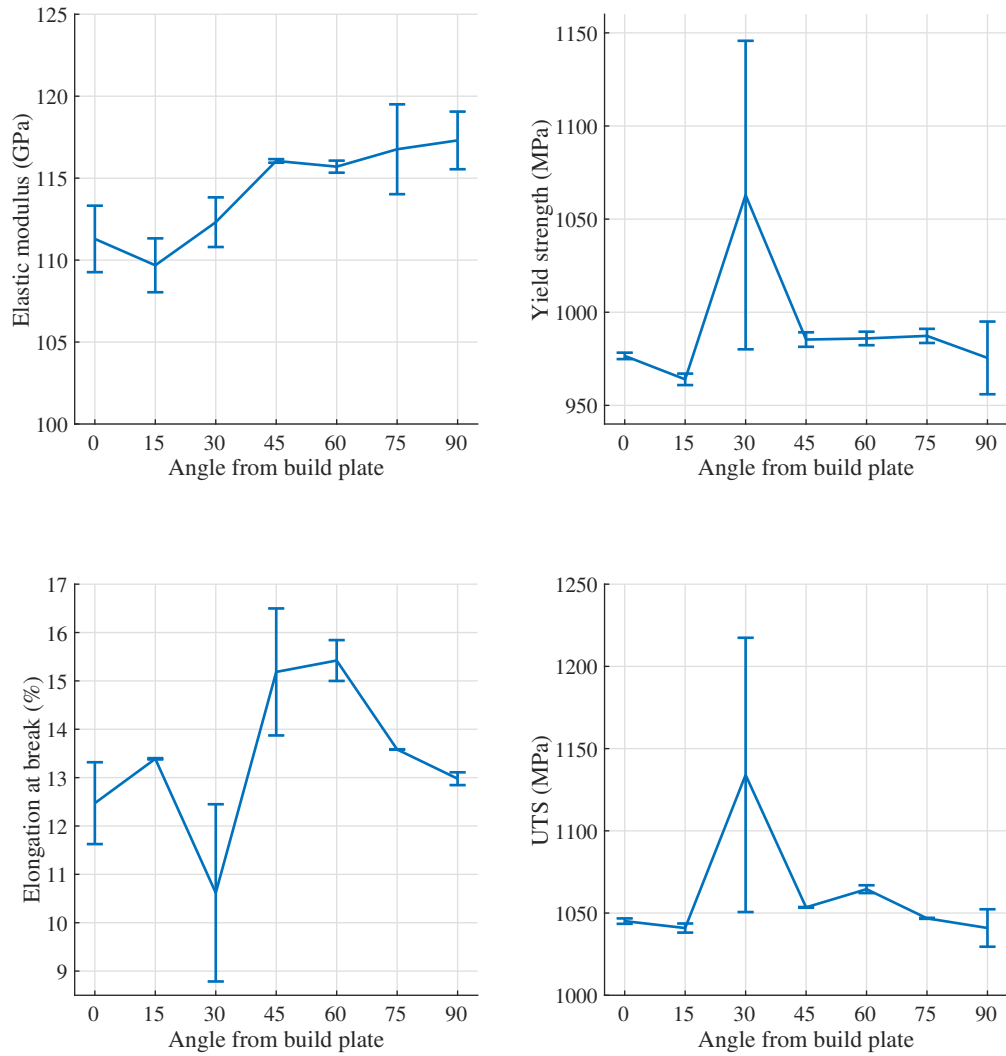 Elastic modulus (GPa)
125
120
115
110
105
100
0 15 30 45 60 75 90
Angle from build plate
Yield strength (MPa)
1150
1100
1050
1000
950
0 15 30 45 60 75 90
Angle from build plate
Elongation at break (%)
17
16
15
14
13
12
11
10
9
0 15 30 45 60 75 90
Angle from build plate
UTS (MPa)
1250
1200
1150
1100
1050
1000
0 15 30 45 60 75 90
Angle from build plate